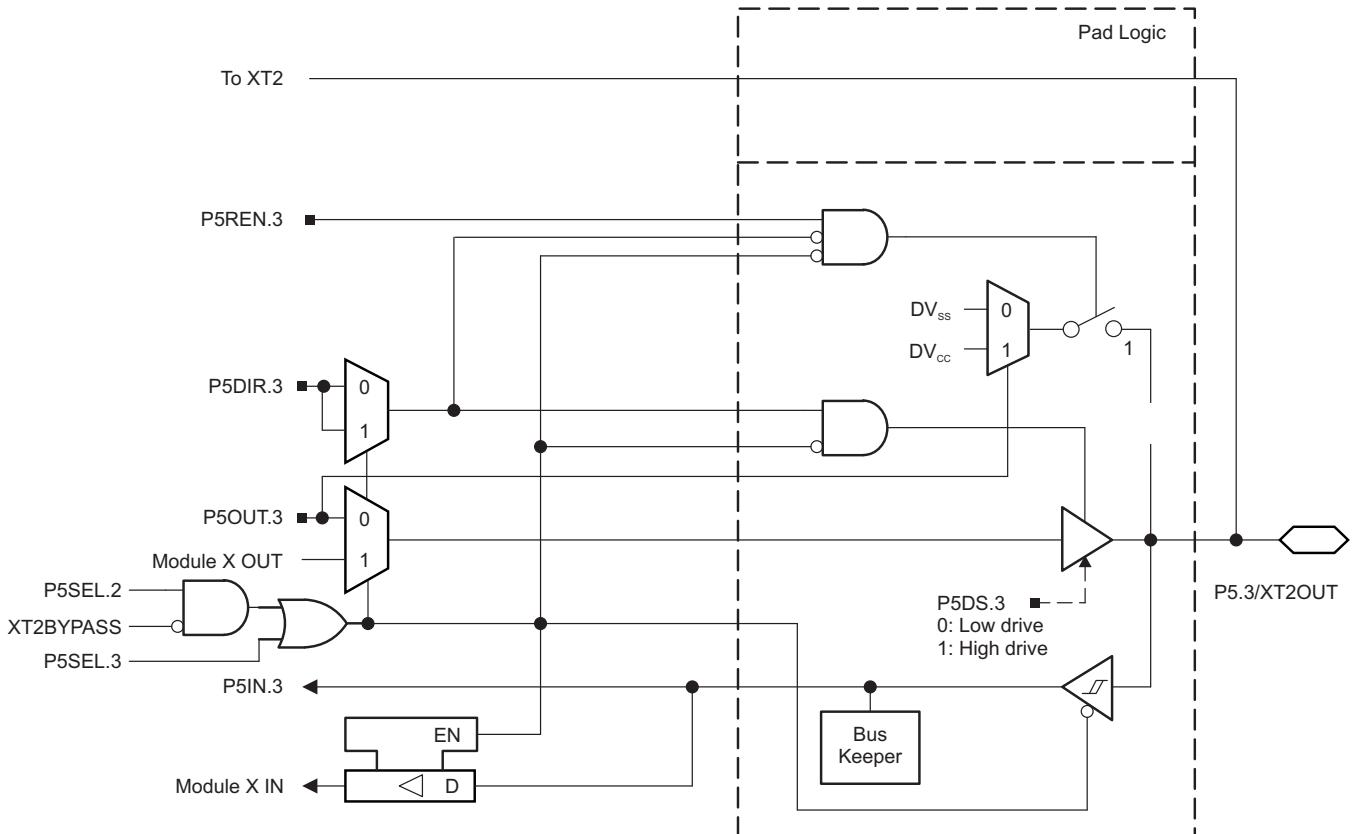 Pad Logic
To XT2
P5REN.3
DVSS
0
DVCC
1
1
P5DIR.3
0
1
P5OUT.3
0
Module X OUT
1
P5SEL.2
XT2BYPASS
P5SEL.3
P5DS.3
0: Low drive
1: High drive
P5.3/XT2OUT
P5IN.3
Bus
Keeper
EN
Module X IN
D